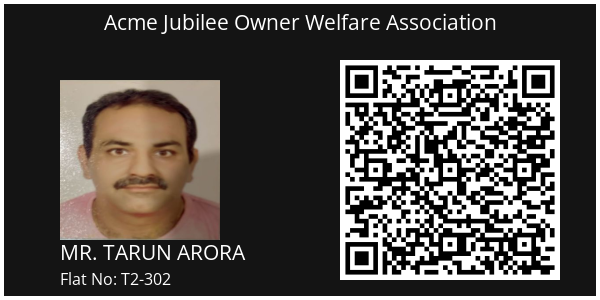 Acme Jubilee Owner Welfare Association
MR. TARUN ARORA
Flat No: T2-302